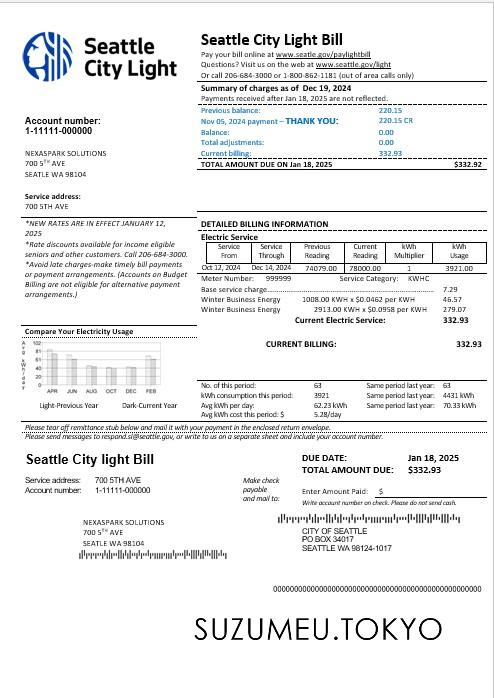 Seattle
City Light
Seattle City Light Bill
Pay your bill online at www.seattle.gov/paylightbill
Questions? Visit us on the web at www.seattle.gov/light
Or call 206-684-3000 or 1-800-862-1181 (out of area calls only)
Summary of charges as of Dec 19, 2024
Payments received after Jan 18, 2025 are not reflected.
Previous balance: 220.15
Nov 05, 2024 payment – THANK YOU: 220.15 CR
Balance: 0.00
Total adjustments: 0.00
Current billing: 332.93
TOTAL AMOUNT DUE ON Jan 18, 2025 $332.92
Account number:
1-11111-000000
NEXASPARK SOLUTIONS
700 5TH AVE
SEATLE WA 98104
Service address:
700 5TH AVE
*NEW RATES ARE IN EFFECT JANUARY 12,
2025
*Rate discounts available for income eligible
seniors and other customers. Call 206-684-3000.
*Avoid late charges-make timely bill payments
or payment arrangements. (Accounts on Budget
Billing are not eligible for alternative payment
arrangements.)
DETAILED BILLING INFORMATION
Electric Service
Service From Service Through Previous Reading Current Reading kWh Multiplier kWh Usage
Oct 12, 2024 Dec 14, 2024 74079.00 78000.00 1 3921.00
Meter Number: 999999 Service Category: KWHC
Base service charge 7.29
Winter Business Energy 1008.00 KWH x $0.0462 per KWH 46.57
Winter Business Energy 2913.00 KWH x $0.0958 per KWH 279.07
Current Electric Service: 332.93
CURRENT BILLING: 332.93
Compare Your Electricity Usage
Avg kWh/day
102
81
61
40
20
0
APR JUN AUG OCT DEC FEB
Light-Previous Year Dark-Current Year
No. of this period: 63 Same period last year: 63
kWh consumption this period: 3921 Same period last year: 4431 kWh
Avg kWh per day: 62.23 kWh Same period last year: 70.33 kWh
Avg kWh cost this period $ 5.28/day
Please tear off remittance stub below and mail it with your payment in the enclosed return envelope.
Please send messages to respond.sl@seattle.gov, or write to us on a separate sheet and include your account number.
Seattle City light Bill
Service address: 700 5TH AVE
Account number: 1-11111-000000
Make check
payable
and mail to:
DUE DATE: Jan 18, 2025
TOTAL AMOUNT DUE: $332.93
Enter Amount Paid: $
Write account number on check. Please do not send cash.
NEXASPARK SOLUTIONS
700 5TH AVE
SEATLE WA 98104
CITY OF SEATTLE
PO BOX 34017
SEATTLE WA 98124-1017
SUZUMEU.TOKYO